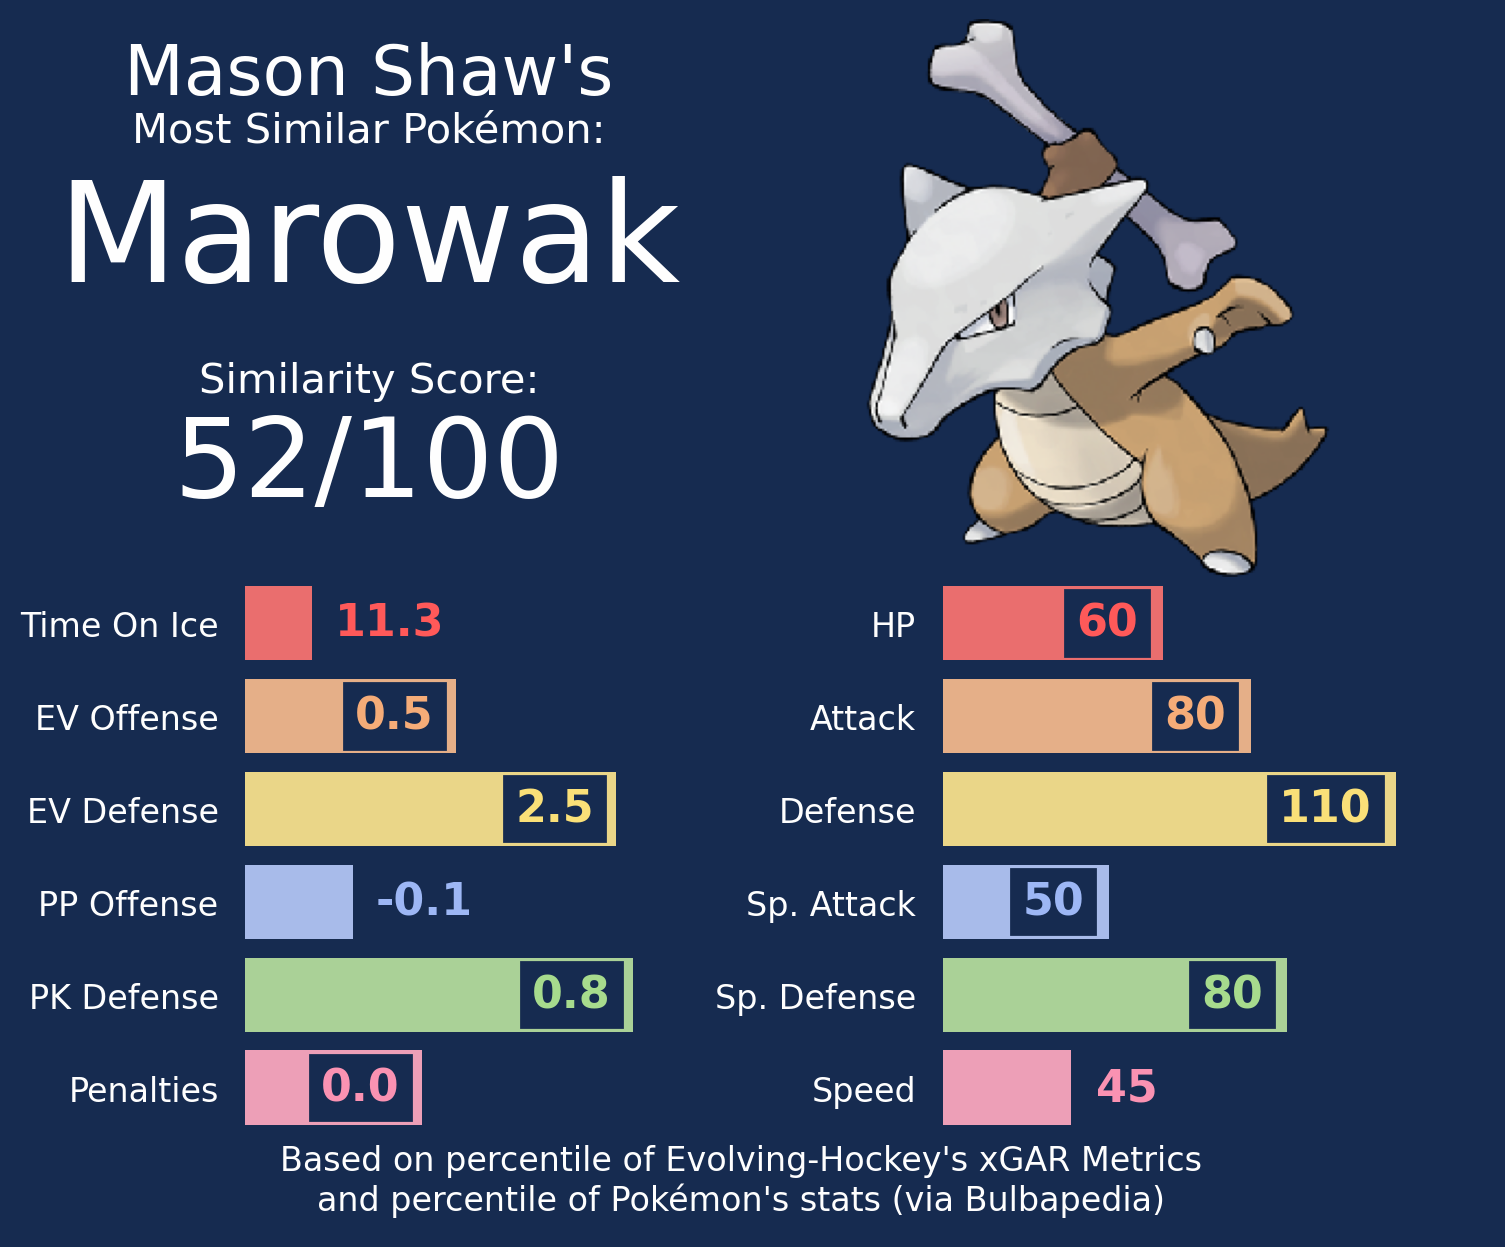 Mason Shaw's
Most Similar Pokémon:
Marowak
Similarity Score:
52/100
Time On Ice 11.3
EV Offense 0.5
EV Defense 2.5
PP Offense -0.1
PK Defense 0.8
Penalties 0.0
HP 60
Attack 80
Defense 110
Sp. Attack 50
Sp. Defense 80
Speed 45
Based on percentile of Evolving-Hockey's xGAR Metrics
and percentile of Pokémon's stats (via Bulbapedia)